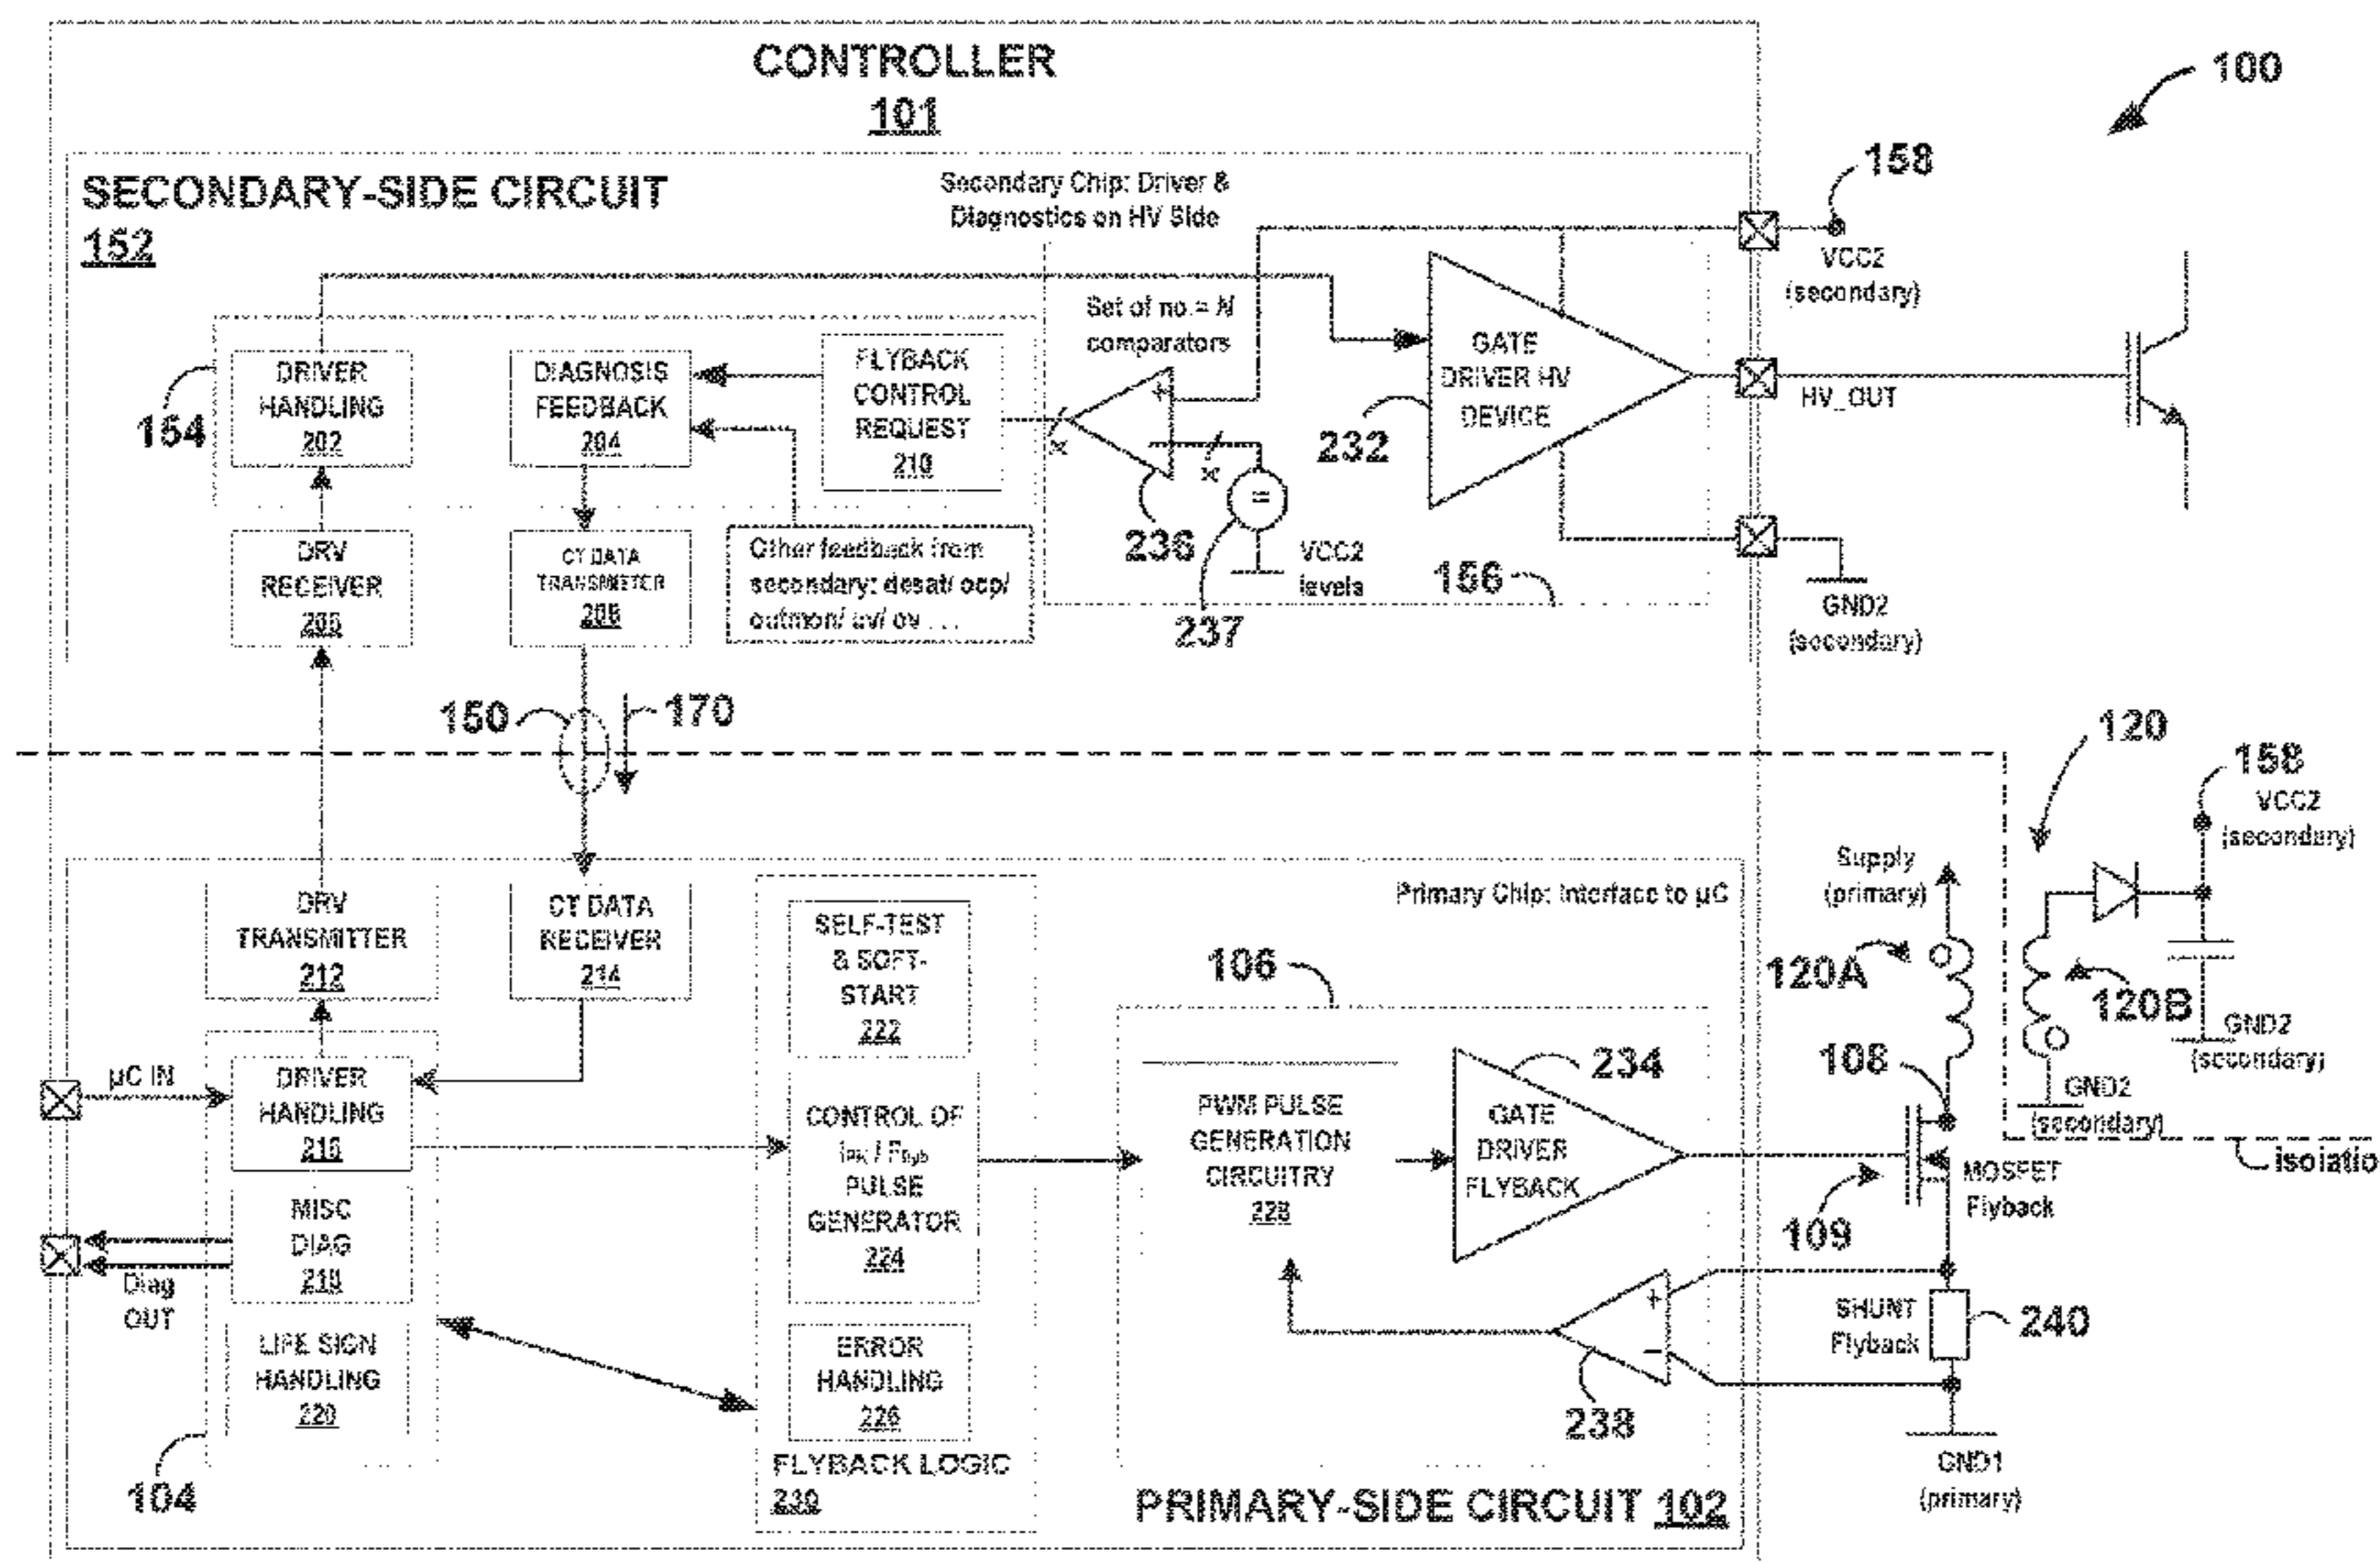 CONTROLLER
101
100
SECONDARY-SIDE CIRCUIT
152
Secondary Chip: Driver &
Diagnostics on HV Side
158
VCC2
(secondary)
Set of no.= N
comparators
154
DRIVER
HANDLING
202
DIAGNOSIS
FEEDBACK
204
FLYBACK
CONTROL
REQUEST
210
+
GATE
DRIVER HV
DEVICE
232
HV_OUT
=
236
237
VCC2
levels
156
GND2
(secondary)
DRV
RECEIVER
CT DATA
TRANSMITTER
Other feedback from
secondary: desat/ ocp/
outmon/ uv/ ov . . .
150
170
120
158
VCC2
(secondary)
Supply
(primary)
120A
120B
GND2
(secondary)
GND2
(secondary)
Primary Chip: Interface to µC
DRV
TRANSMITTER
212
CT DATA
RECEIVER
214
SELF-TEST
& SOFT-
START
222
106
µC IN
DRIVER
HANDLING
216
CONTROL OF
PULSE
GENERATOR
224
PWM PULSE
GENERATION
CIRCUITRY
228
234
GATE
DRIVER
FLYBACK
108
109
MOSFET
Flyback
isolatio
MISC
DIAG
218
Diag
OUT
LIFE SIGN
HANDLING
220
104
ERROR
HANDLING
226
FLYBACK LOGIC
230
+
–
238
SHUNT
Flyback
240
GND1
(primary)
PRIMARY-SIDE CIRCUIT 102